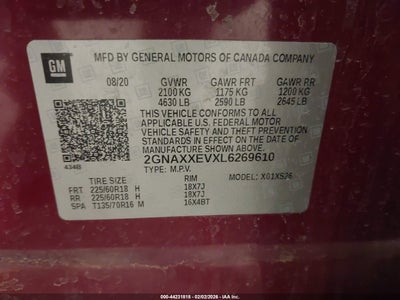 GM
MFD BY GENERAL MOTORS OF CANADA COMPANY
08/20 GVWR GAWR FRT GAWR RR
2100 KG 1175 KG 1200 KG
4630 LB 2590 LB 2645 LB
THIS VEHICLE CONFORMS TO ALL APPLICABLE
U.S. FEDERAL MOTOR VEHICLE SAFETY, BUMPER,
AND THEFT PREVENTION STANDARDS IN EFFECT ON
THE DATE OF MANUFACTURE SHOWN ABOVE.
2GNAXXEVXL6269610
TYPE: M.P.V. MODEL: X01XS26
434B
TIRE SIZE RIM
FRT 225/60R18 H 18X7J
RR 225/60R18 H 18X7J
SPA T135/70R16 M 16X4BT
000-44231818 - 02/02/2026 - IAA Inc.